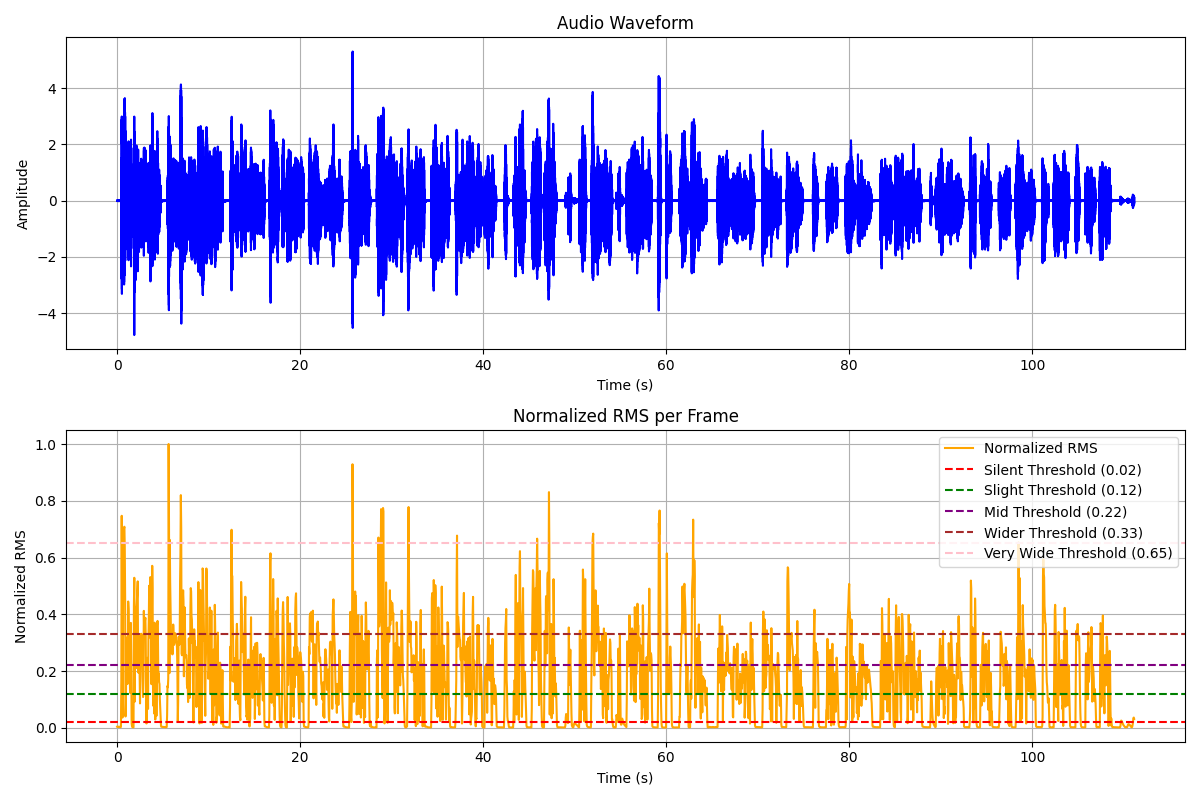 Audio Waveform
Amplitude
4
2
0
−2
−4
0 20 40 60 80 100
Time (s)
Normalized RMS per Frame
Normalized RMS
1.0
0.8
0.6
0.4
0.2
0.0
Normalized RMS
Silent Threshold (0.02)
Slight Threshold (0.12)
Mid Threshold (0.22)
Wider Threshold (0.33)
Very Wide Threshold (0.65)
0 20 40 60 80 100
Time (s)